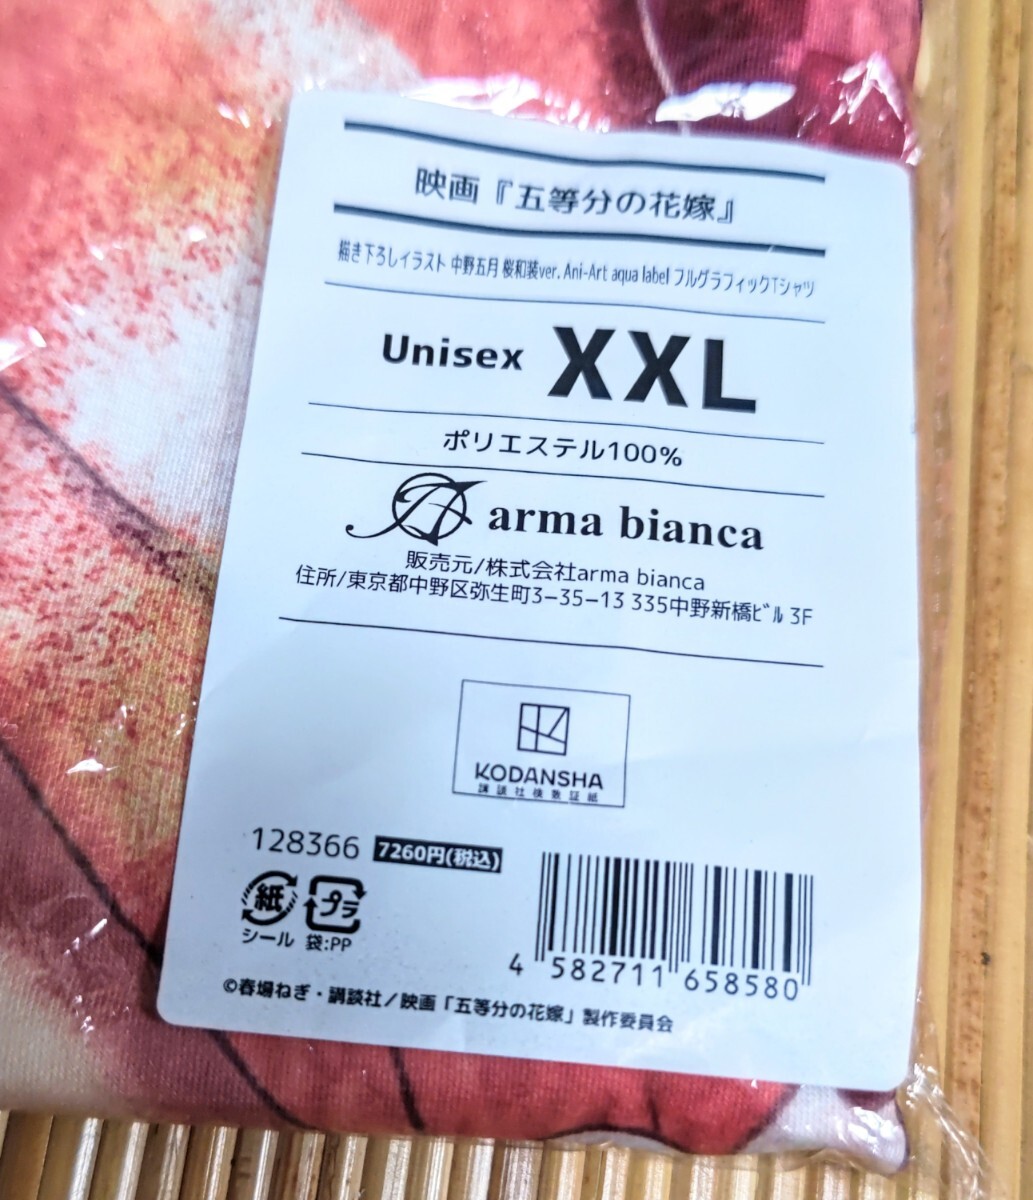 映画『五等分の花嫁』
描き下ろしイラスト 中野五月 桜和装ver. Ani-Art aqua label フルグラフィックTシャツ
Unisex XXL
ポリエステル100%
arma bianca
販売元/株式会社arma bianca
住所/東京都中野区弥生町3-35-13 335中野新橋ビル 3F
KODANSHA
講談社検数証紙
128366 7260円(税込)
紙 プラ
シール 袋:PP
4 582711 658580
©春場ねぎ・講談社/映画「五等分の花嫁」製作委員会